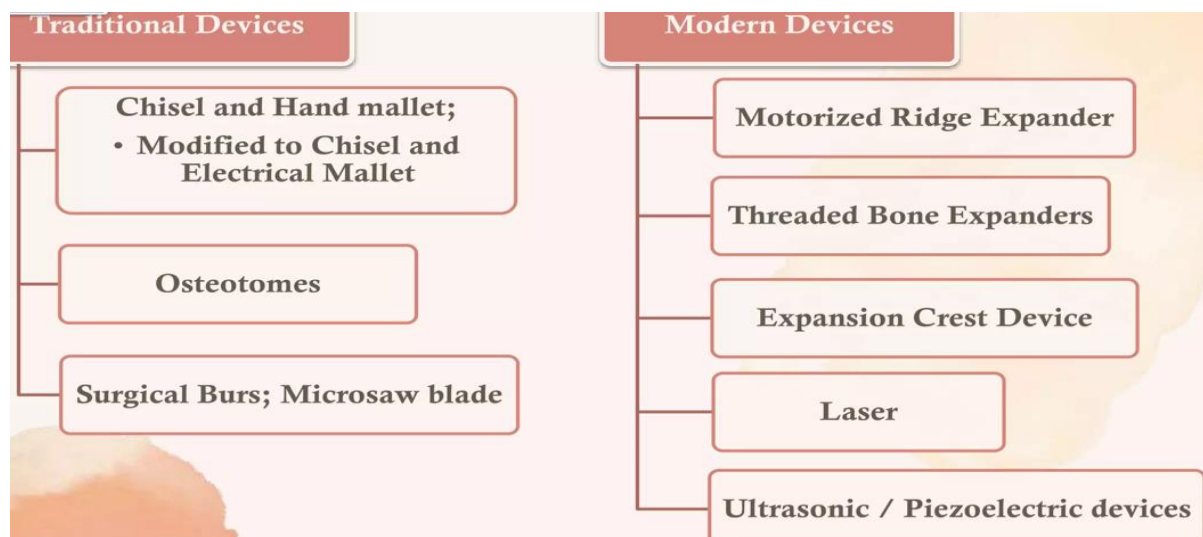 Traditional Devices
Chisel and Hand mallet;
• Modified to Chisel and
Electrical Mallet
Osteotomes
Surgical Burs; Microsaw blade
Modern Devices
Motorized Ridge Expander
Threaded Bone Expanders
Expansion Crest Device
Laser
Ultrasonic / Piezoelectric devices